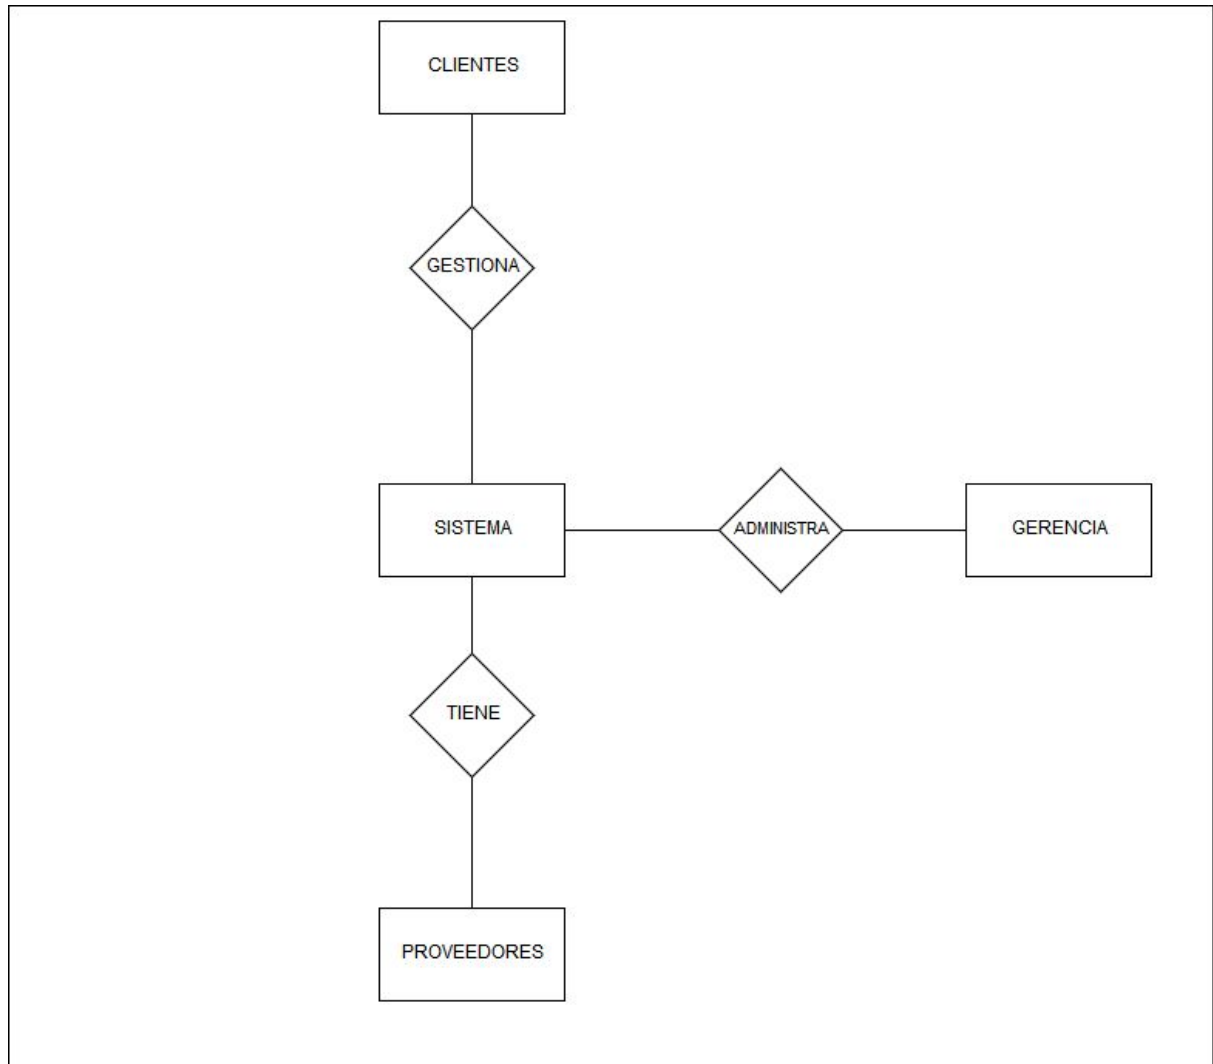 CLIENTES
GESTIONA
SISTEMA
ADMINISTRA
GERENCIA
TIENE
PROVEEDORES